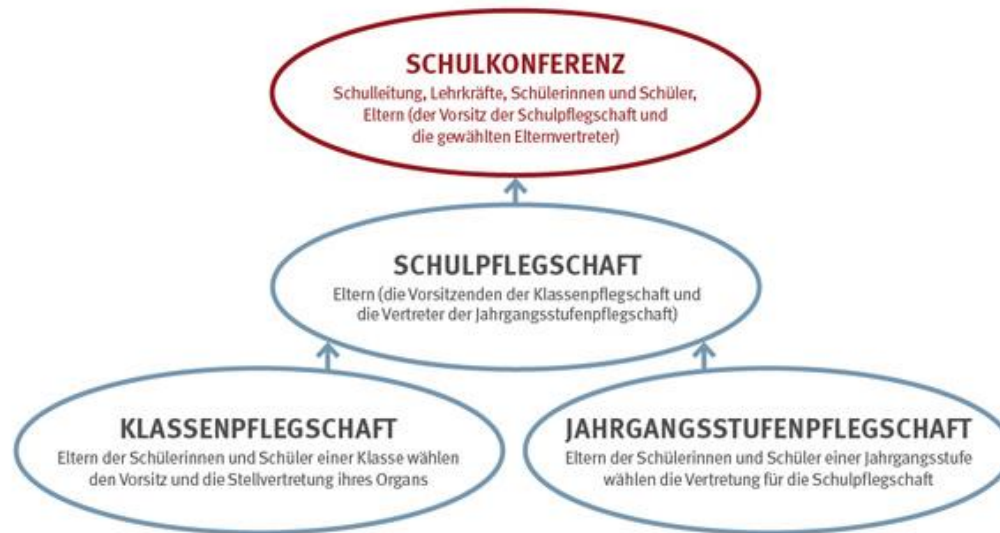 SCHULKONFERENZ
Schulleitung, Lehrkräfte, Schülerinnen und Schüler,
Eltern (der Vorsitz der Schulpflegschaft und
die gewählten Elternvertreter)
SCHULPFLEGSCHAFT
Eltern (die Vorsitzenden der Klassenpflegschaft und
die Vertreter der Jahrgangsstufenpflegschaft)
KLASSENPFLEGSCHAFT
Eltern der Schülerinnen und Schüler einer Klasse wählen
den Vorsitz und die Stellvertretung ihres Organs
JAHRGANGSSTUFENPFLEGSCHAFT
Eltern der Schülerinnen und Schüler einer Jahrgangsstufe
wählen die Vertretung für die Schulpflegschaft